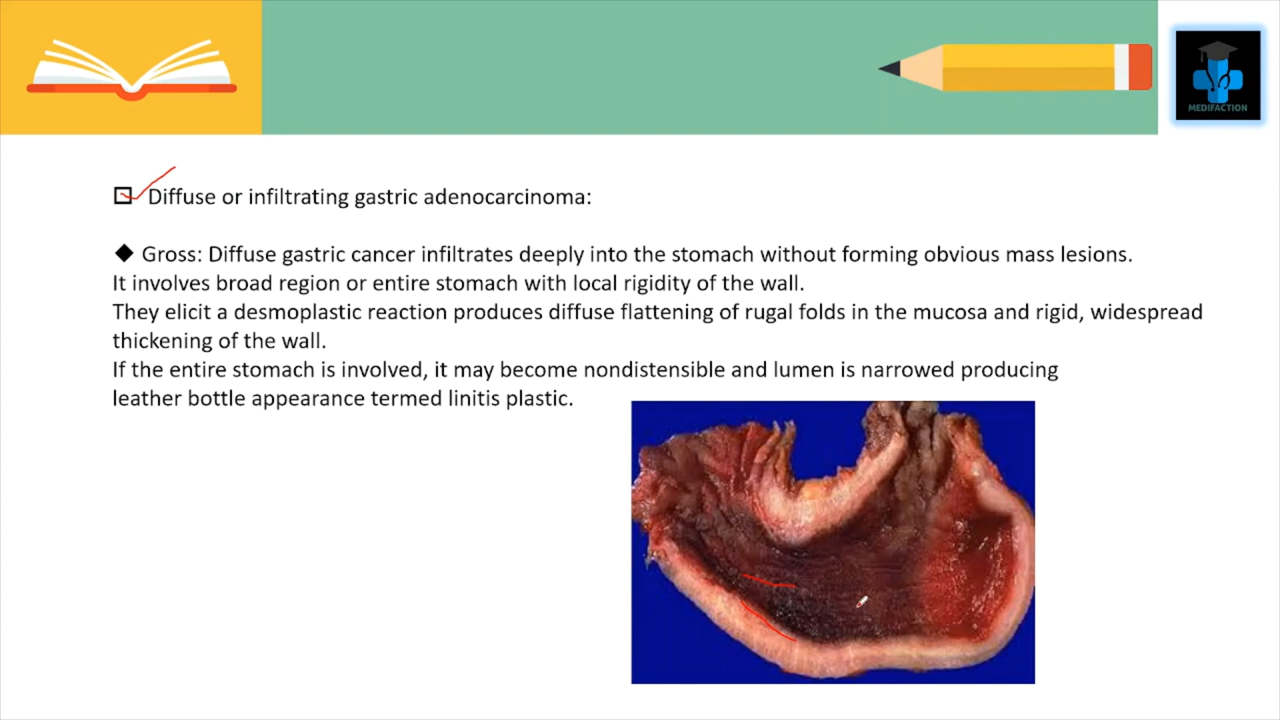 MEDIFACTION
Diffuse or infiltrating gastric adenocarcinoma:
Gross: Diffuse gastric cancer infiltrates deeply into the stomach without forming obvious mass lesions.
It involves broad region or entire stomach with local rigidity of the wall.
They elicit a desmoplastic reaction produces diffuse flattening of rugal folds in the mucosa and rigid, widespread
thickening of the wall.
If the entire stomach is involved, it may become nondistensible and lumen is narrowed producing
leather bottle appearance termed linitis plastic.